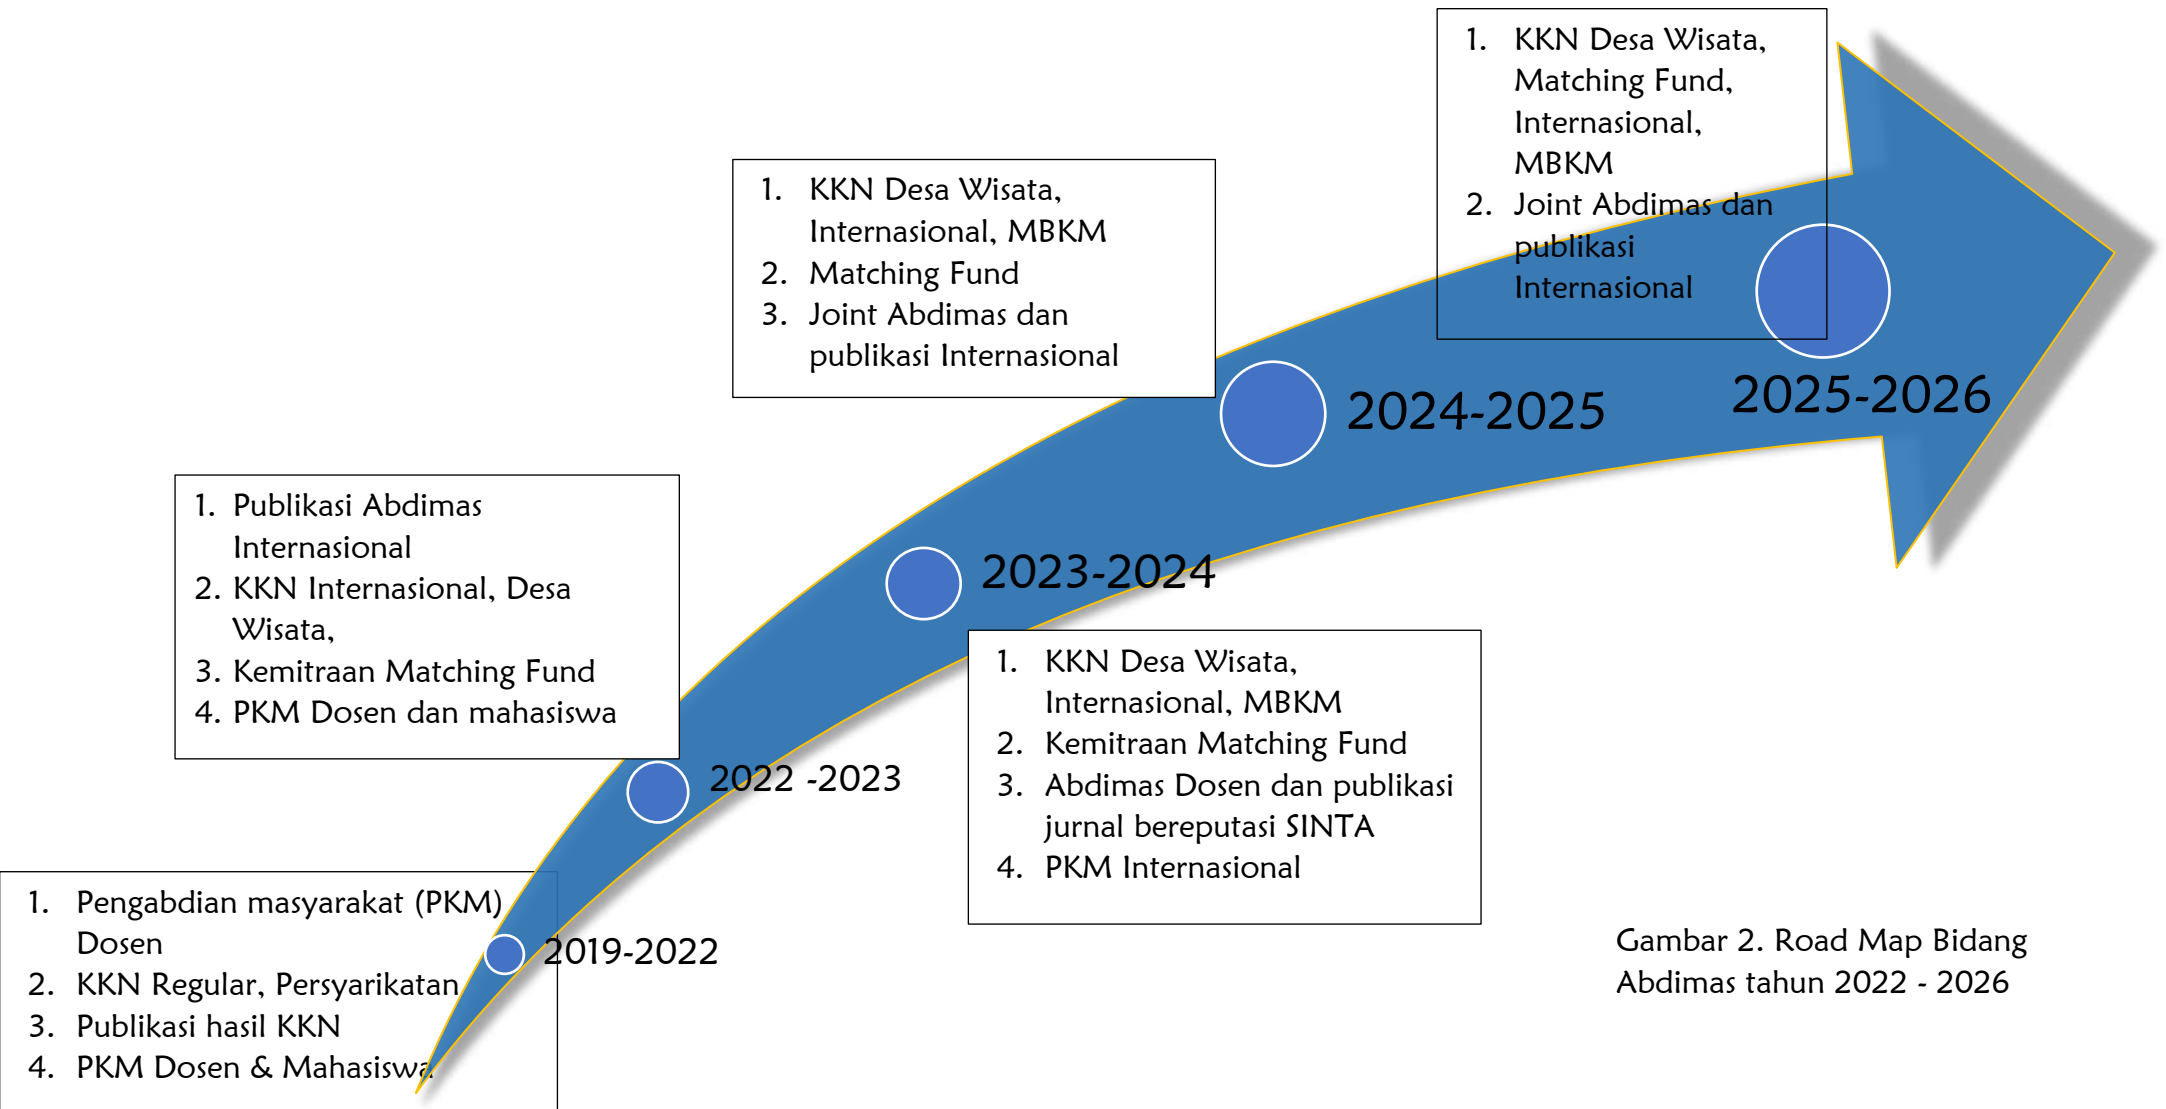 1. KKN Desa Wisata,
Matching Fund,
Internasional,
MBKM
2. Joint Abdimas dan
publikasi
Internasional
2025-2026
1. KKN Desa Wisata,
Internasional, MBKM
2. Matching Fund
3. Joint Abdimas dan
publikasi Internasional
2024-2025
1. Publikasi Abdimas
Internasional
2. KKN Internasional, Desa
Wisata,
3. Kemitraan Matching Fund
4. PKM Dosen dan mahasiswa
2023-2024
1. KKN Desa Wisata,
Internasional, MBKM
2. Kemitraan Matching Fund
3. Abdimas Dosen dan publikasi
jurnal bereputasi SINTA
4. PKM Internasional
2022 -2023
1. Pengabdian masyarakat (PKM)
Dosen
2. KKN Regular, Persyarikatan
3. Publikasi hasil KKN
4. PKM Dosen & Mahasiswa
2019-2022
Gambar 2. Road Map Bidang
Abdimas tahun 2022 - 2026